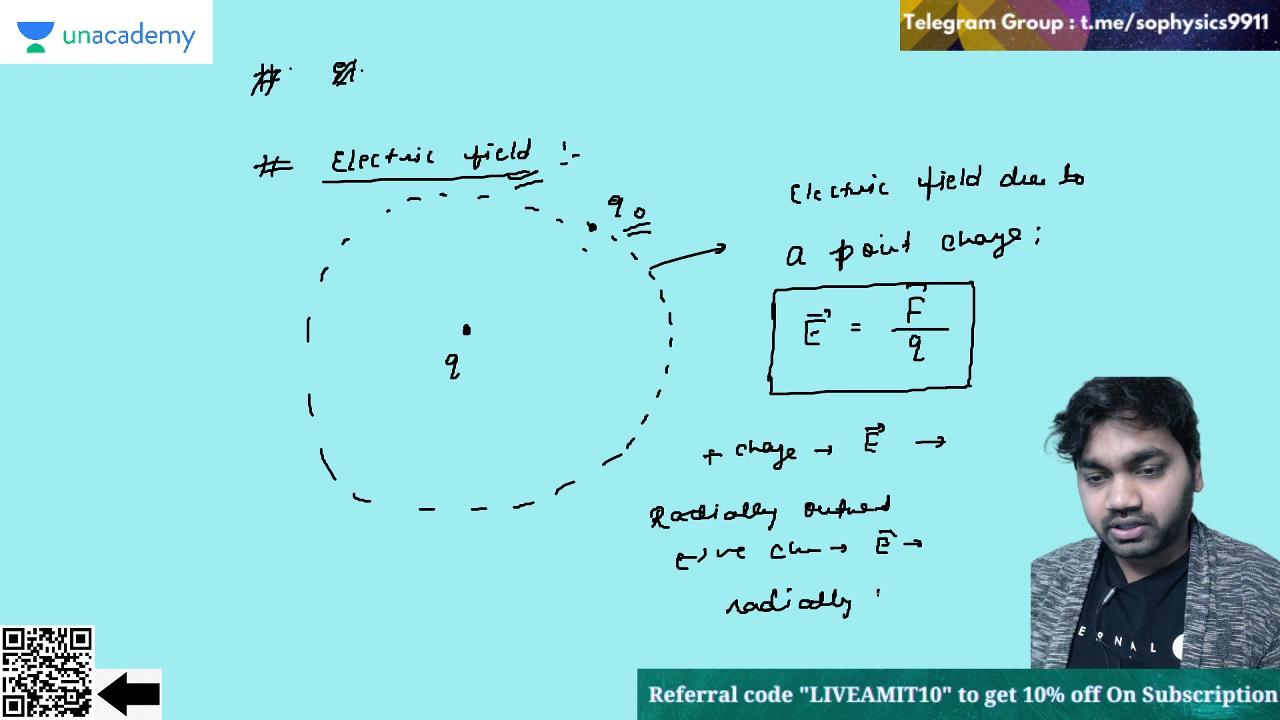 unacademy
Telegram Group : t.me/sophysics9911
#
# Electric field :-
q0
q
Electric field due to
a point charge :
E = F / q
+ charge → E →
Radially outward
(-)ve →  E →
radially
E R N A L
Referral code "LIVEAMIT10" to get 10% off On Subscription